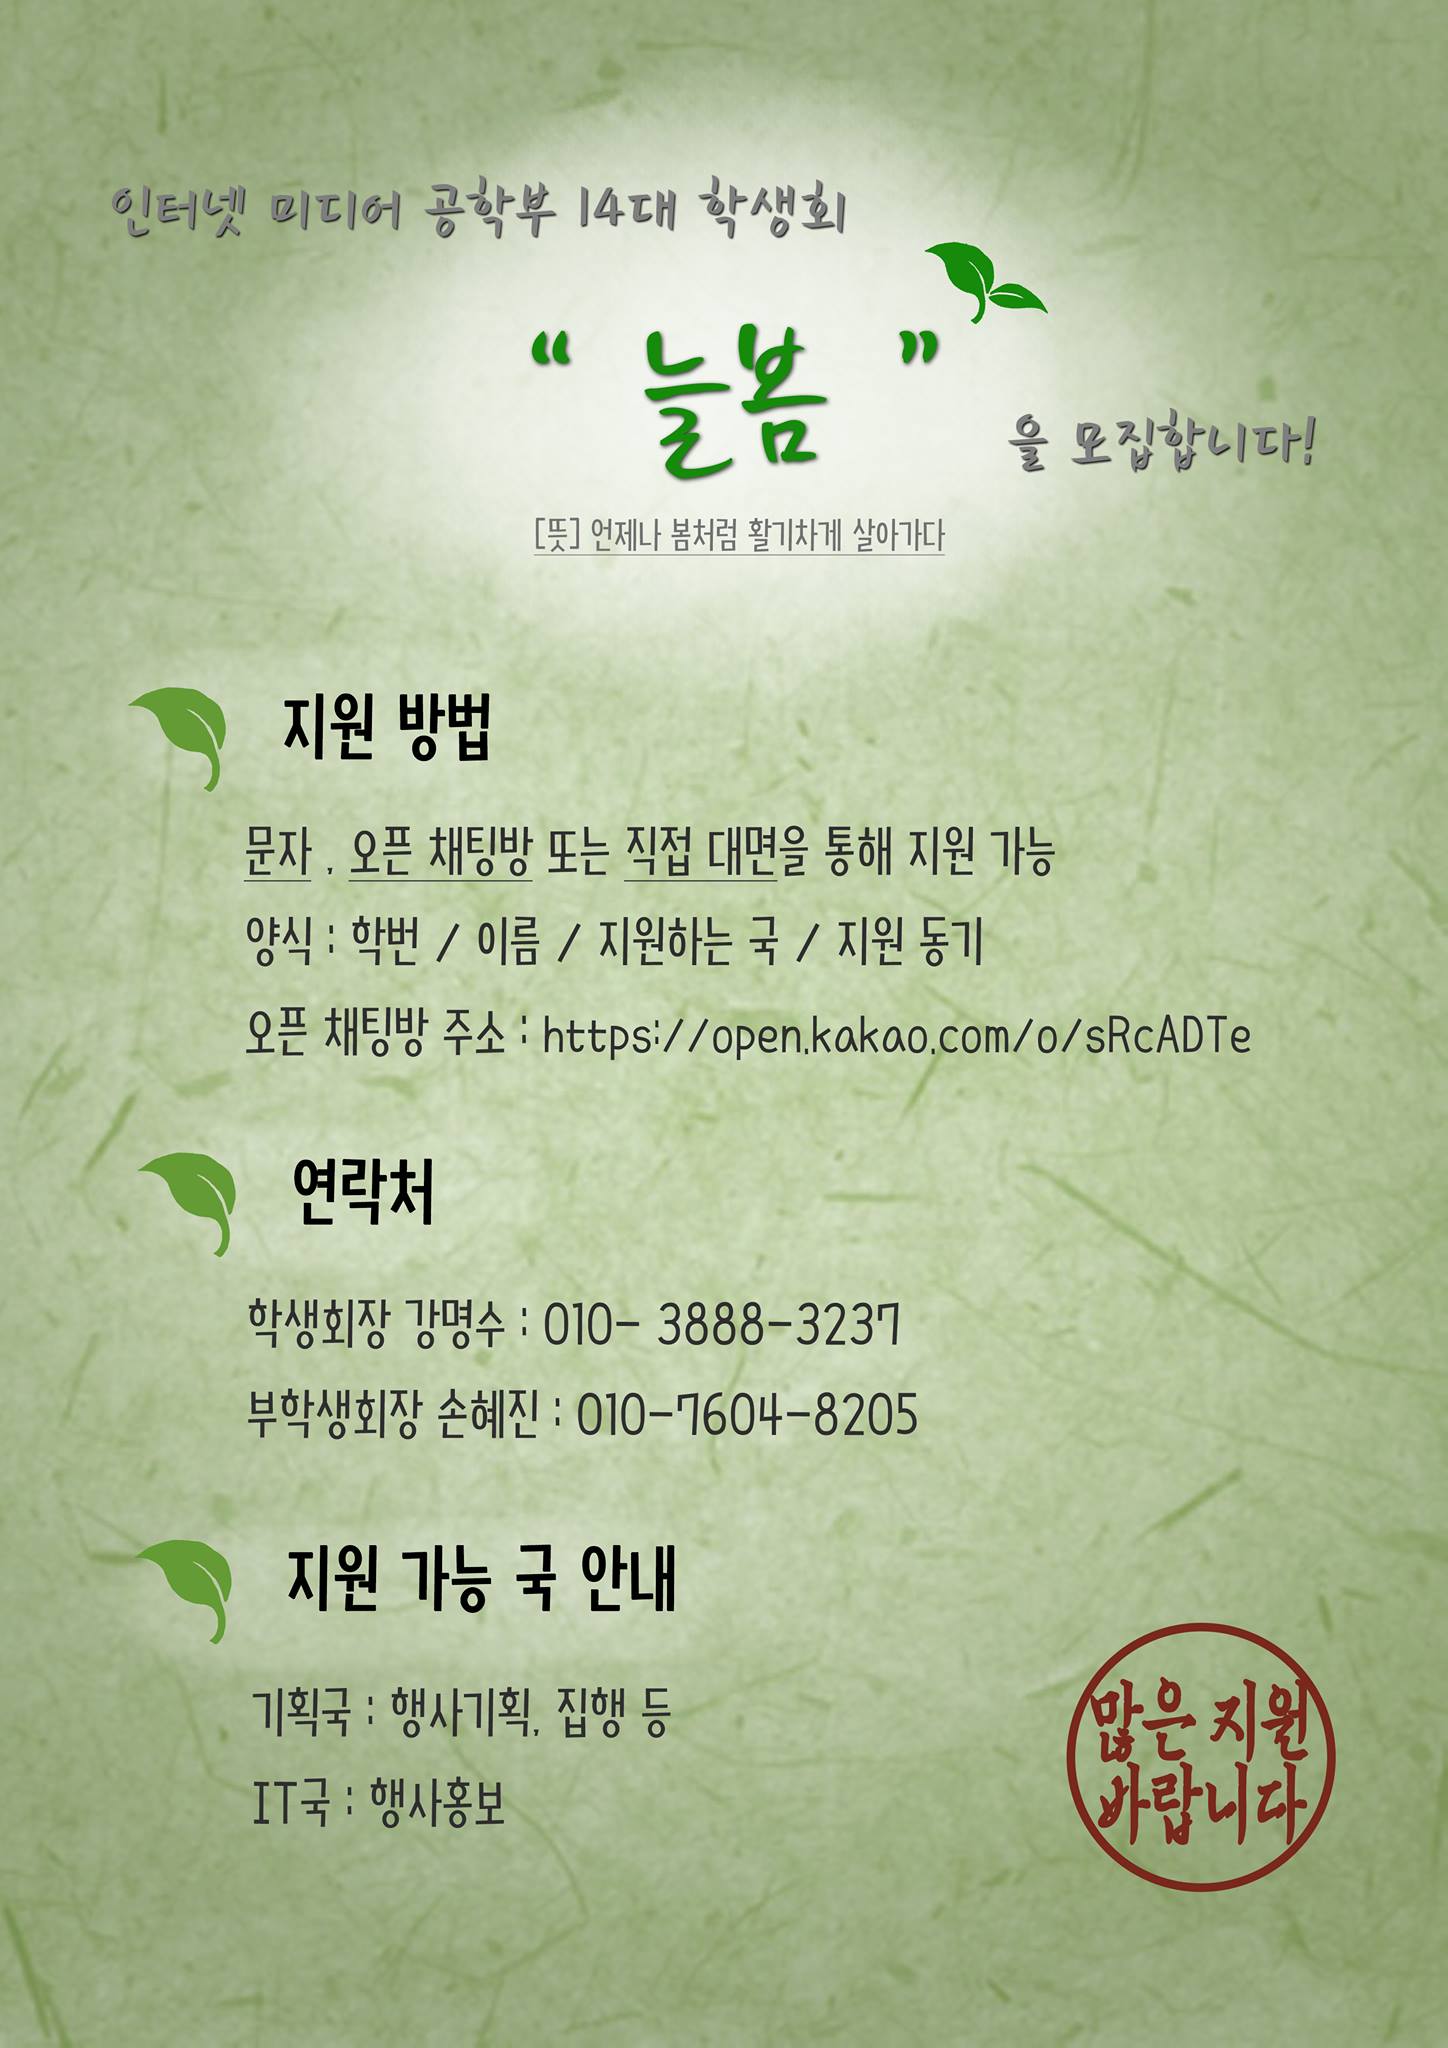 인터넷 미디어 공학부 14대 학생회
“ 늘봄 ”
을 모집합니다!
[뜻] 언제나 봄처럼 활기차게 살아가다
지원 방법
문자 , 오픈 채팅방 또는 직접 대면을 통해 지원 가능
양식 : 학번 / 이름 / 지원하는 국 / 지원 동기
오픈 채팅방 주소 : https://open.kakao.com/o/sRcADTe
연락처
학생회장 강명수 : 010- 3888-3237
부학생회장 손혜진 : 010-7604-8205
지원 가능 국 안내
기획국 : 행사기획, 집행 등
IT국 : 행사홍보
많은 지원
바랍니다